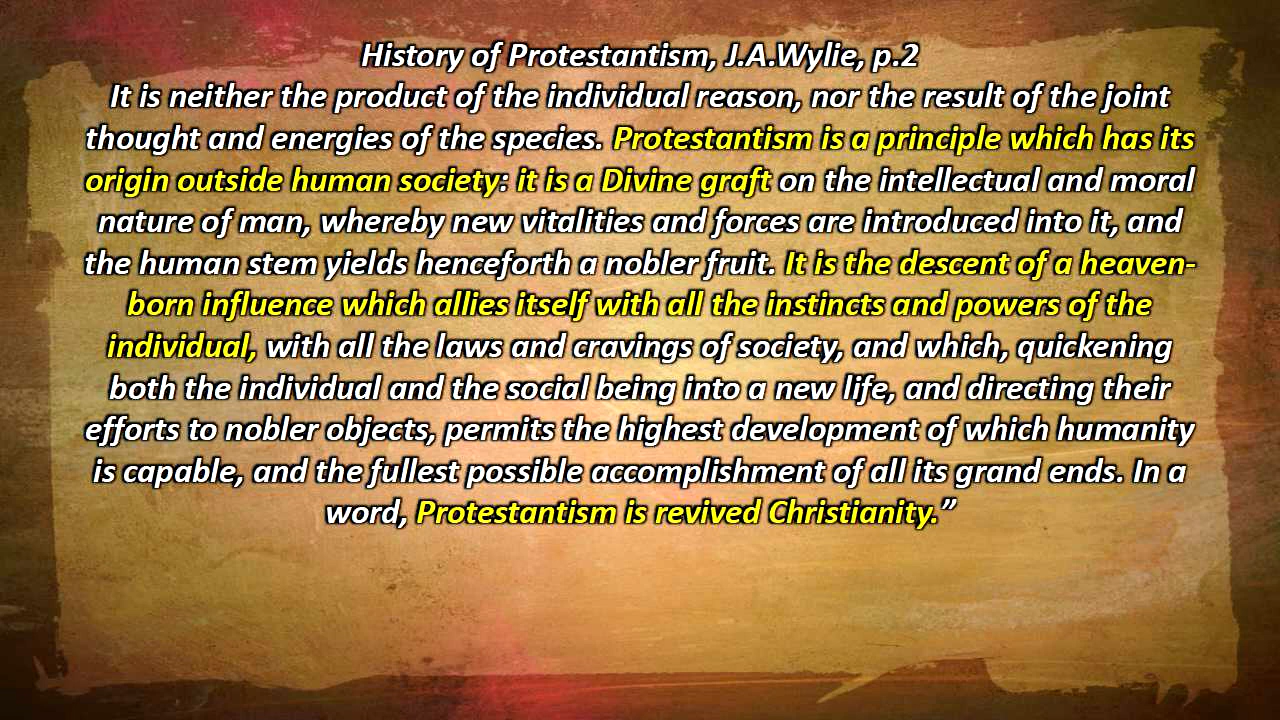 History of Protestantism, J.A.Wylie, p.2
It is neither the product of the individual reason, nor the result of the joint
thought and energies of the species. Protestantism is a principle which has its
origin outside human society: it is a Divine graft on the intellectual and moral
nature of man, whereby new vitalities and forces are introduced into it, and
the human stem yields henceforth a nobler fruit. It is the descent of a heaven-
born influence which allies itself with all the instincts and powers of the
individual, with all the laws and cravings of society, and which, quickening
both the individual and the social being into a new life, and directing their
efforts to nobler objects, permits the highest development of which humanity
is capable, and the fullest possible accomplishment of all its grand ends. In a
word, Protestantism is revived Christianity.”